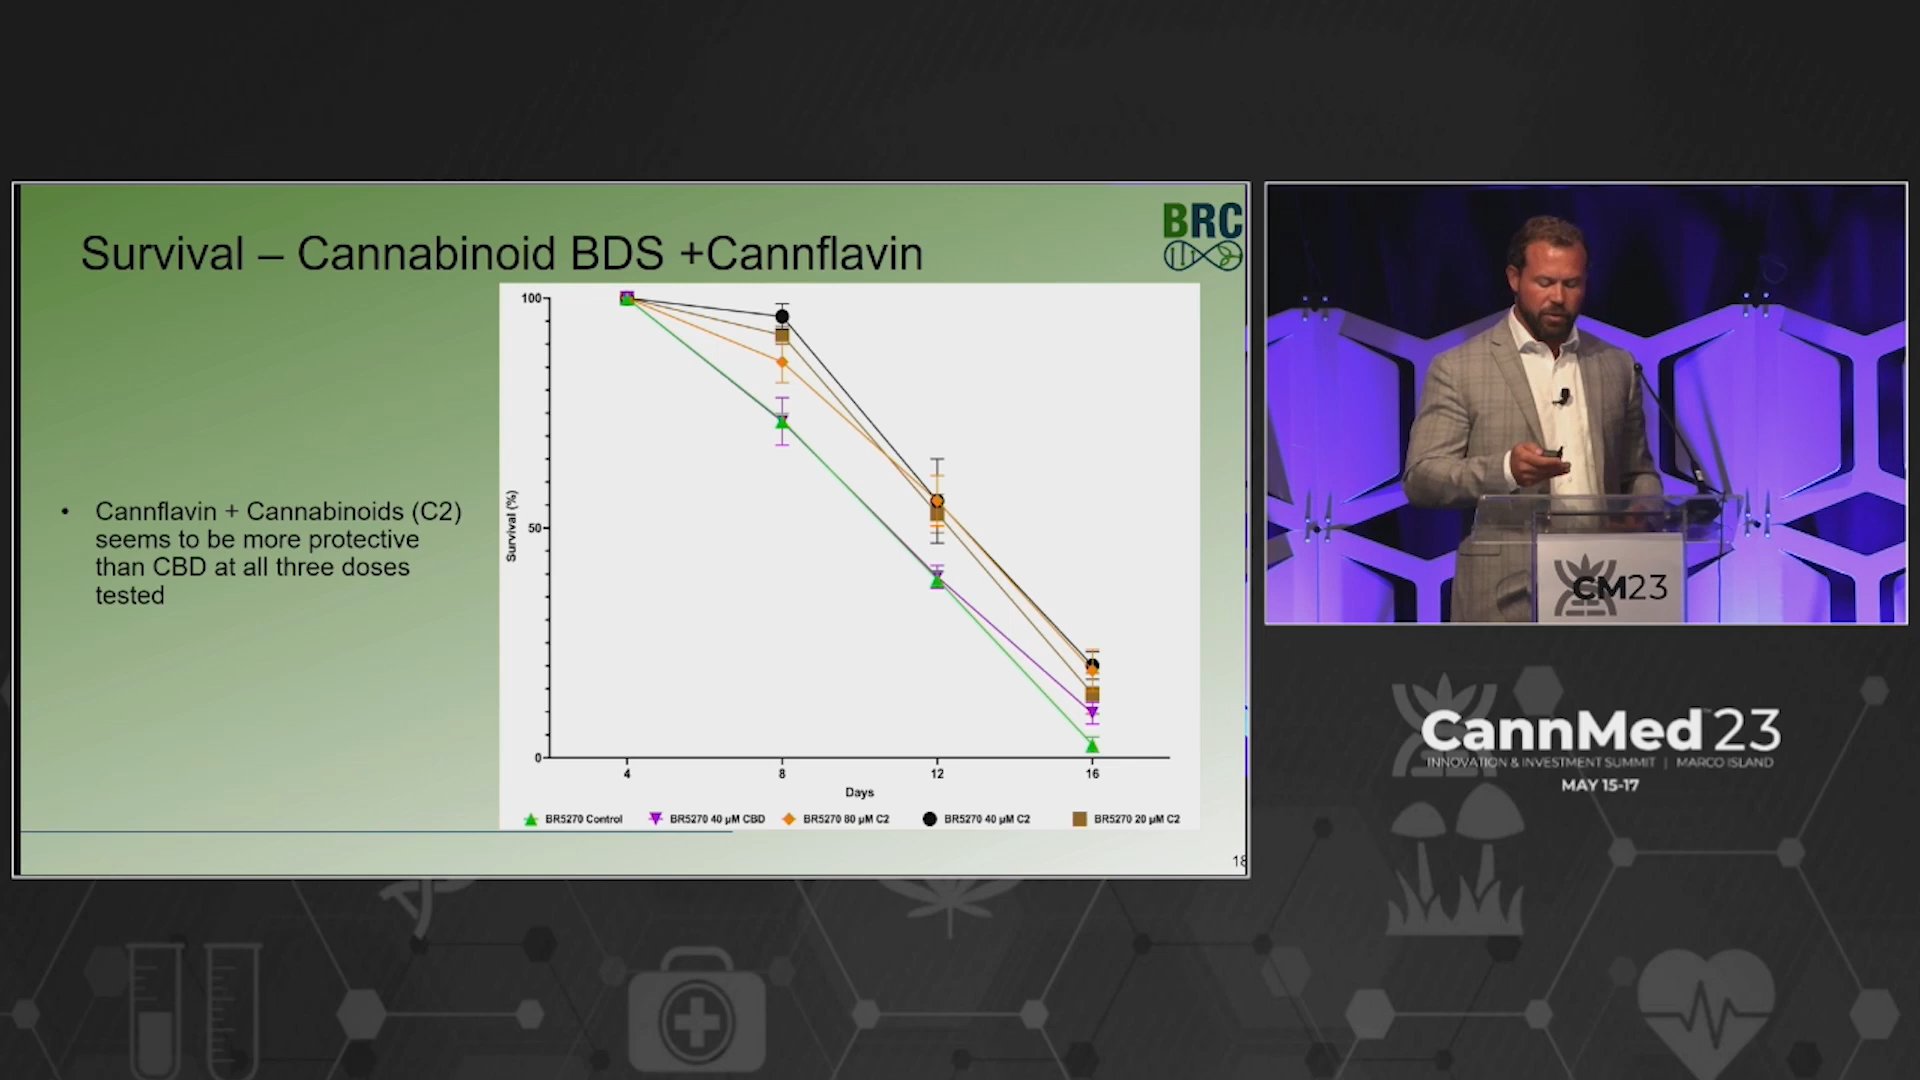 BRC
Survival – Cannabinoid BDS +Cannflavin
• Cannflavin + Cannabinoids (C2)
seems to be more protective
than CBD at all three doses
tested
100
50
0
Survival (%)
4 8 12 16
Days
BR5270 Control BR5270 40 µM CBD BR5270 80 µM C2 BR5270 40 µM C2 BR5270 20 µM C2
18
CM23
CannMed 23
INNOVATION & INVESTMENT SUMMIT | MARCO ISLAND
MAY 15-17